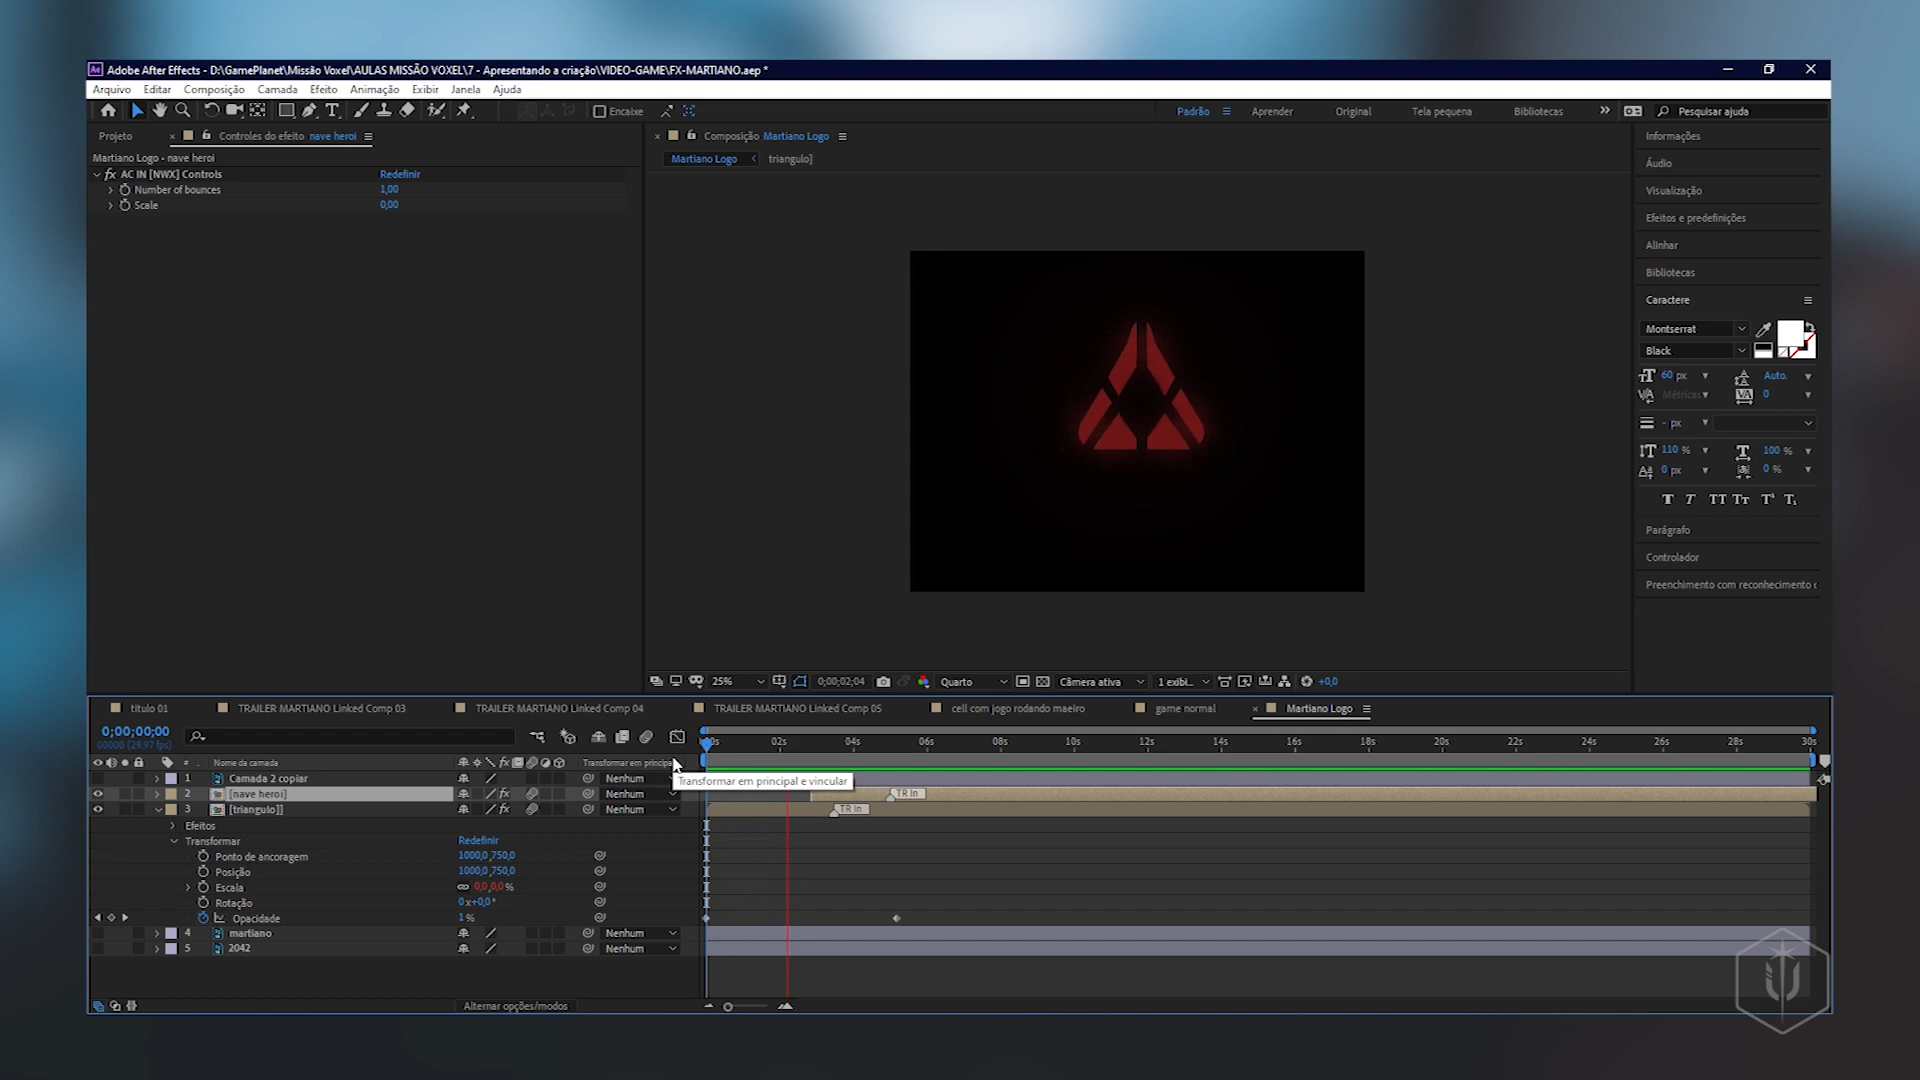 Adobe After Effects - D:\GamePlanet\Missão Voxel\AULAS MISSÃO VOXEL\7 - Apresentando a criação\VIDEO-GAME\FX-MARTIANO.aep *
Arquivo Editar Composição Camada Efeito Animação Exibir Janela Ajuda
Encaixe
Padrão Aprender Original Tela pequena Bibliotecas Pesquisar ajuda
Projeto Controles do efeito nave heroi
Martiano Logo - nave heroi
fx AC IN [NWX] Controls Redefinir
Number of bounces 1,00
Scale 0,00
Composição Martiano Logo
Martiano Logo triangulo]
25% 0;00;02;04 Quarto Câmera ativa 1 exibi... +0,0
Informações
Áudio
Visualização
Efeitos e predefinições
Alinhar
Bibliotecas
Caractere
Montserrat
Black
60 px Auto.
Métricas 0
- px
110 % 100 %
0 px 0 %
Parágrafo
Controlador
Preenchimento com reconhecimento
título 01 TRAILER MARTIANO Linked Comp 03 TRAILER MARTIANO Linked Comp 04 TRAILER MARTIANO Linked Comp 05 cell com jogo rodando maeiro game normal Martiano Logo
0;00;00;00
00000 (29.97 fps)
02s 04s 06s 08s 10s 12s 14s 16s 18s 20s 22s 24s 26s 28s 30s
# Nome da camada Transformar em principal
1 Camada 2 copiar Nenhum
Transformar em principal e vincular
2 [nave heroi] fx Nenhum TR In
3 [triangulo]] fx Nenhum TR In
Efeitos
Transformar Redefinir
Ponto de ancoragem 1000,0,750,0
Posição 1000,0,750,0
Escala 0,0,0,0 %
Rotação 0 x+0,0 °
Opacidade 1 %
4 martiano Nenhum
5 2042 Nenhum
Alternar opções/modos